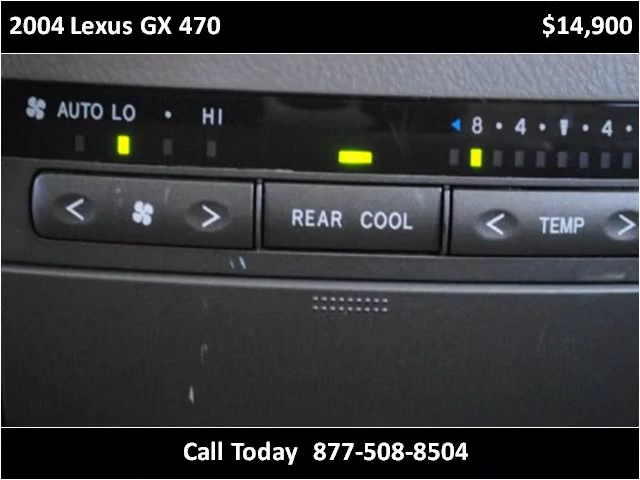 2004 Lexus GX 470 $14,900
AUTO LO • HI
◀ 8 • 4 • • 4 •
< > REAR COOL < TEMP >
Call Today 877-508-8504